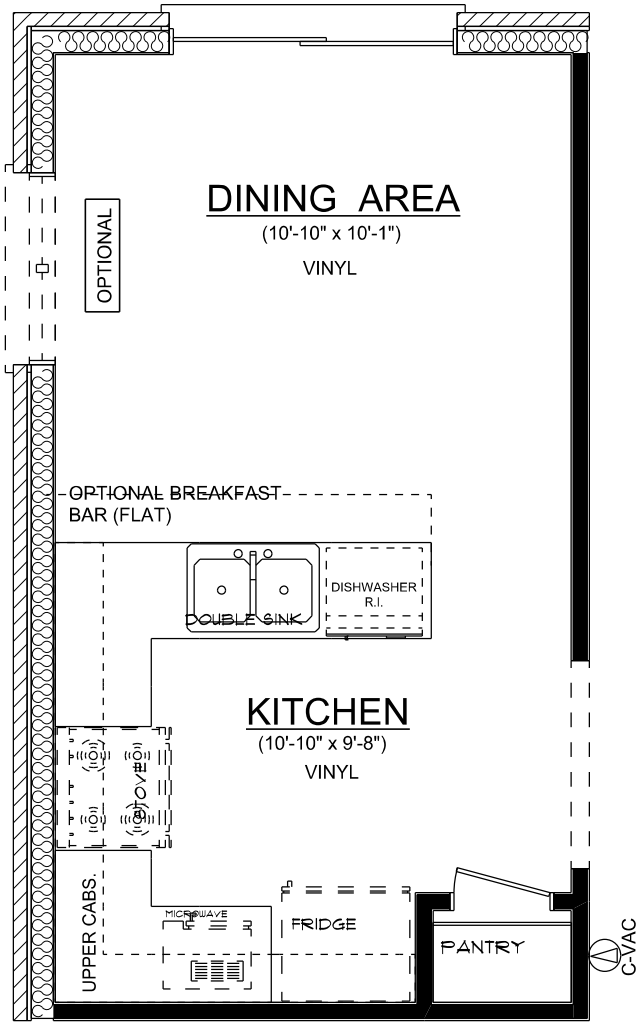 DINING AREA
(10'-10" x 10'-1")
VINYL
OPTIONAL
OPTIONAL BREAKFAST
BAR (FLAT)
DISHWASHER
R.I.
DOUBLE SINK
KITCHEN
(10'-10" x 9'-8")
VINYL
STOVE
UPPER CABS.
MICROWAVE
FRIDGE
PANTRY
C-VAC